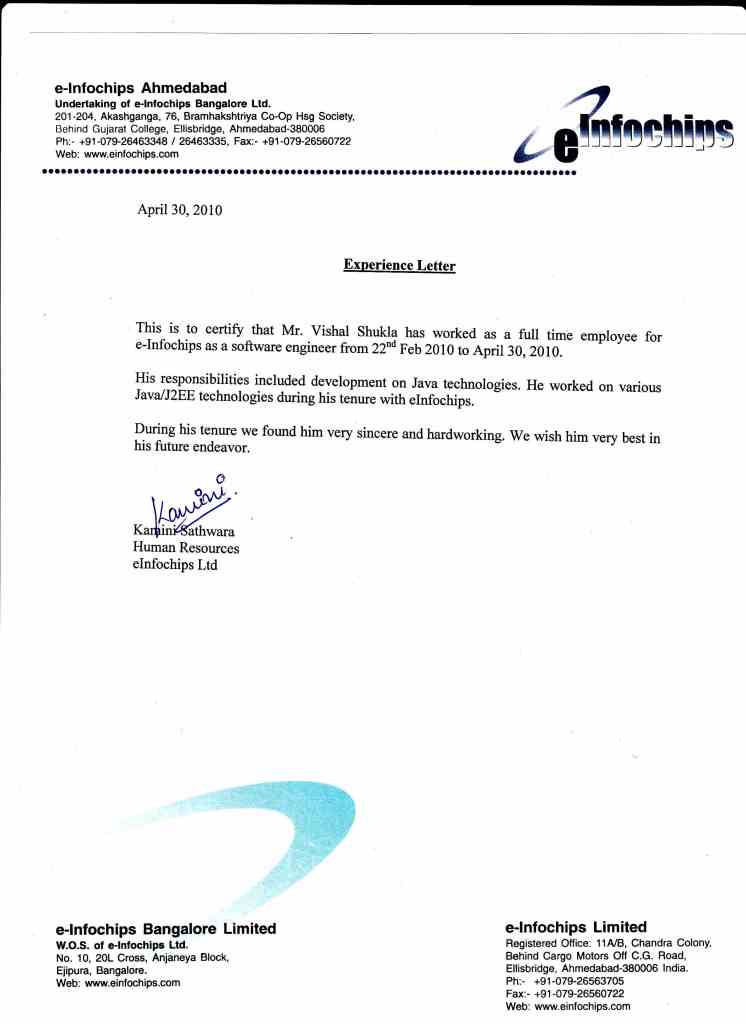 e-Infochips Ahmedabad
Undertaking of e-Infochips Bangalore Ltd.
201-204, Akashganga, 76, Bramhakshtriya Co-Op Hsg Society,
Behind Gujarat College, Ellisbridge, Ahmedabad-380006
Ph:- +91-079-26463348 / 26463335, Fax:- +91-079-26560722
Web: www.einfochips.com
eInfochips
April 30, 2010
Experience Letter
This is to certify that Mr. Vishal Shukla has worked as a full time employee for
e-Infochips as a software engineer from 22nd Feb 2010 to April 30, 2010.
His responsibilities included development on Java technologies. He worked on various
Java/J2EE technologies during his tenure with eInfochips.
During his tenure we found him very sincere and hardworking. We wish him very best in
his future endeavor.
Kamini
Kamini Sathwara
Human Resources
eInfochips Ltd
e-Infochips Bangalore Limited
W.O.S. of e-Infochips Ltd.
No. 10, 20L Cross, Anjaneya Block,
Ejipura, Bangalore.
Web: www.einfochips.com
e-Infochips Limited
Registered Office: 11A/B, Chandra Colony,
Behind Cargo Motors Off C.G. Road,
Ellisbridge, Ahmedabad-380006 India.
Ph:- +91-079-26563705
Fax:- +91-079-26560722
Web: www.einfochips.com